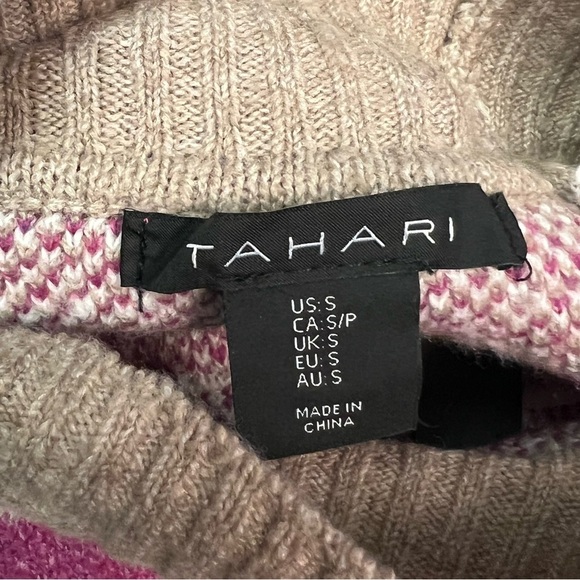 TAHARI
US: S
CA: S/P
UK: S
EU: S
AU: S
MADE IN
CHINA